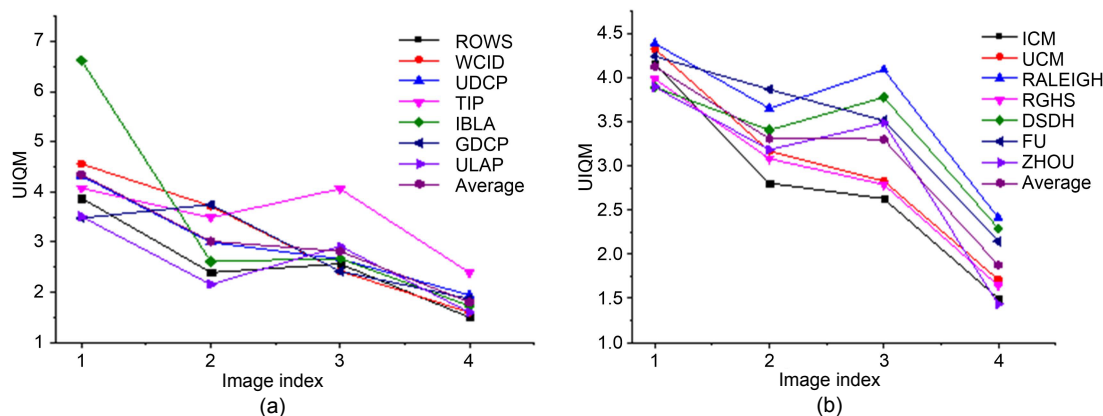 7
6
5
4
3
2
1
UIQM
1 2 3 4
Image index
(a)
ROWS
WCID
UDCP
TIP
IBLA
GDCP
ULAP
Average
4.5
4.0
3.5
3.0
2.5
2.0
1.5
1.0
UIQM
1 2 3 4
Image index
(b)
ICM
UCM
RALEIGH
RGHS
DSDH
FU
ZHOU
Average